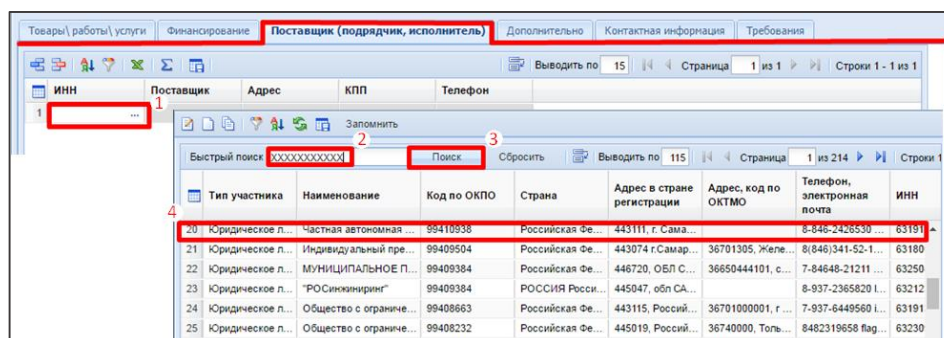 Товары\ работы\ услуги Финансирование Поставщик (подрядчик, исполнитель) Дополнительно Контактная информация Требования
Выводить по 15 Страница 1 из 1 Строки 1 - 1 из 1
ИНН Поставщик Адрес КПП Телефон
1 ... 1
Запомнить
2 3
Быстрый поиск XXXXXXXXXXXX Поиск Сбросить Выводить по 115 Страница 1 из 214 Строки 1
Тип участника Наименование Код по ОКПО Страна Адрес в стране регистрации Адрес, код по ОКТМО Телефон, электронная почта ИНН
4
20 Юридическое л... Частная автономная ... 99410938 Российская Фе... 443111, г. Сама... 8-846-2426530 ... 63191
21 Юридическое л... Индивидуальный пре... 99409504 Российская Фе... 443074 г.Самар... 36701305, Желе... 8(846)341-52-1... 63180
22 Юридическое л... МУНИЦИПАЛЬНОЕ П... 99409384 Российская Фе... 446720, ОБЛ С... 36650444101, с... 7-84648-21211 ... 63250
23 Юридическое л... "РОСинжиниринг" 99409384 РОССИЯ Росси... 445047, обл СА... 8-937-2365820 l... 63212
24 Юридическое л... Общество с ограниче... 99408663 Российская Фе... 443115, Россий... 36701000001, г ... 7-937-6449560 i... 63191
25 Юридическое л... Общество с ограниче... 99408232 Российская Фе... 445019, Россий... 36740000, Толь... 8482319658 flag... 63230